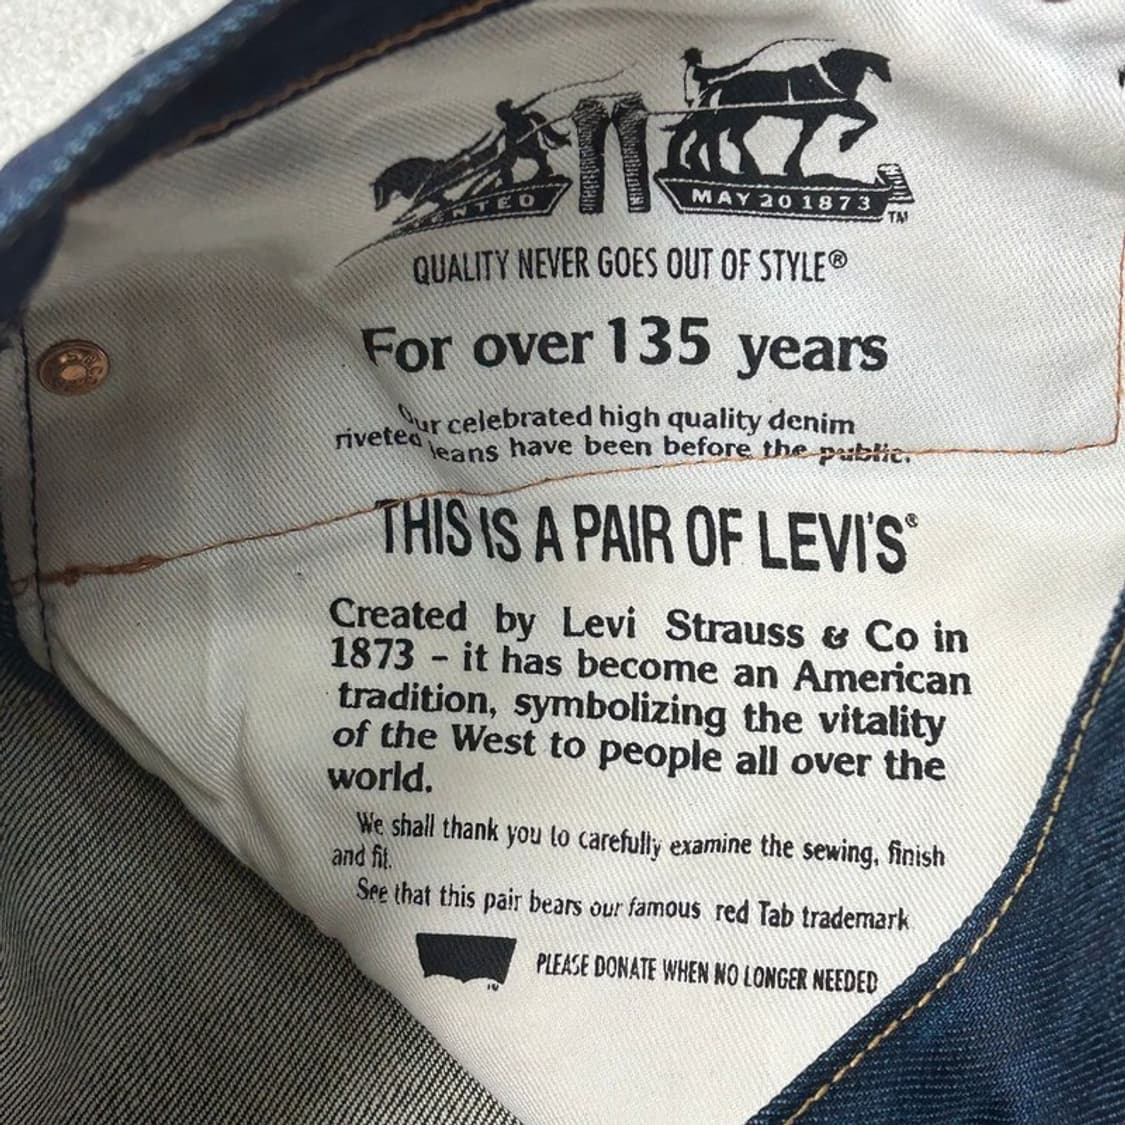 ENTED
MAY 20 1873
TM
QUALITY NEVER GOES OUT OF STYLE®
For over 135 years
Our celebrated high quality denim
riveted jeans have been before the public.
THIS IS A PAIR OF LEVI'S®
Created by Levi Strauss & Co in
1873 – it has become an American
tradition, symbolizing the vitality
of the West to people all over the
world.
We shall thank you to carefully examine the sewing, finish
and fit.
See that this pair bears our famous red Tab trademark
PLEASE DONATE WHEN NO LONGER NEEDED